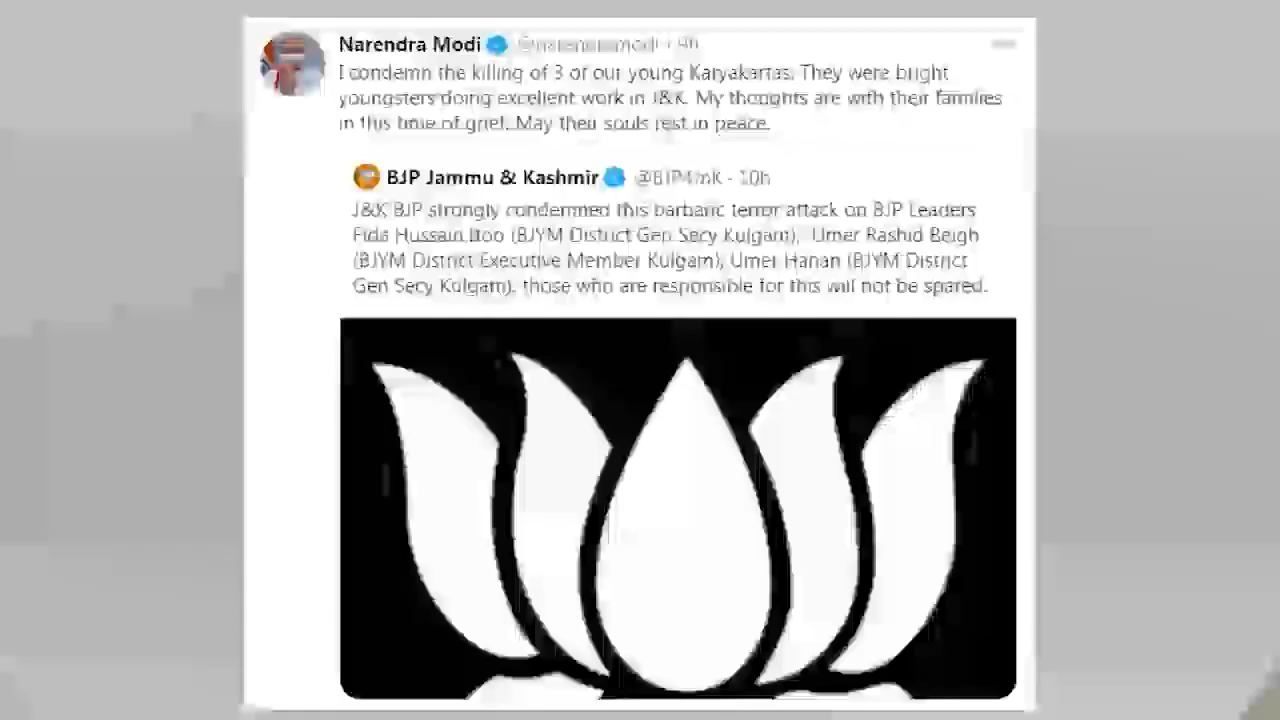 Narendra Modi @narendramodi · 9h
I condemn the killing of 3 of our young Karyakartas. They were bright
youngsters doing excellent work in J&K. My thoughts are with their families
in this time of grief. May their souls rest in peace.
BJP Jammu & Kashmir @BJP4JnK - 10h
J&K BJP strongly condemned this barbaric terror attack on BJP Leaders
Fida Hussain Itoo (BJYM District Gen Secy Kulgam), Umer Rashid Beigh
(BJYM District Executive Member Kulgam), Umer Hanan (BJYM District
Gen Secy Kulgam), those who are responsible for this will not be spared.